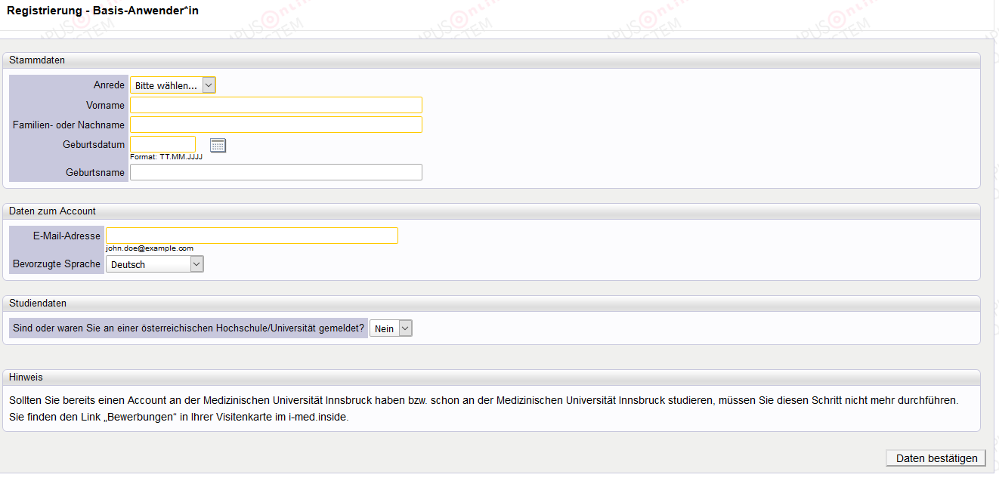 Registrierung - Basis-Anwender*in
Stammdaten
Anrede Bitte wählen...
Vorname
Familien- oder Nachname
Geburtsdatum
Format: TT.MM.JJJJ
Geburtsname
Daten zum Account
E-Mail-Adresse
john.doe@example.com
Bevorzugte Sprache Deutsch
Studiendaten
Sind oder waren Sie an einer österreichischen Hochschule/Universität gemeldet? Nein
Hinweis
Sollten Sie bereits einen Account an der Medizinischen Universität Innsbruck haben bzw. schon an der Medizinischen Universität Innsbruck studieren, müssen Sie diesen Schritt nicht mehr durchführen.
Sie finden den Link „Bewerbungen“ in Ihrer Visitenkarte im i-med.inside.
Daten bestätigen